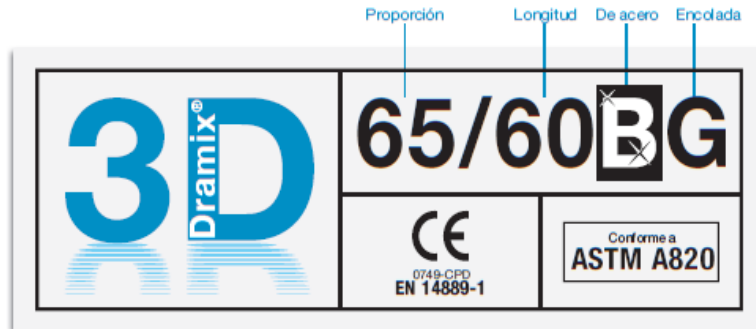 Proporción Longitud De acero Encolada
3D Dramix®
65/60BG
CE
0749-CPD
EN 14889-1
Conforme a
ASTM A820